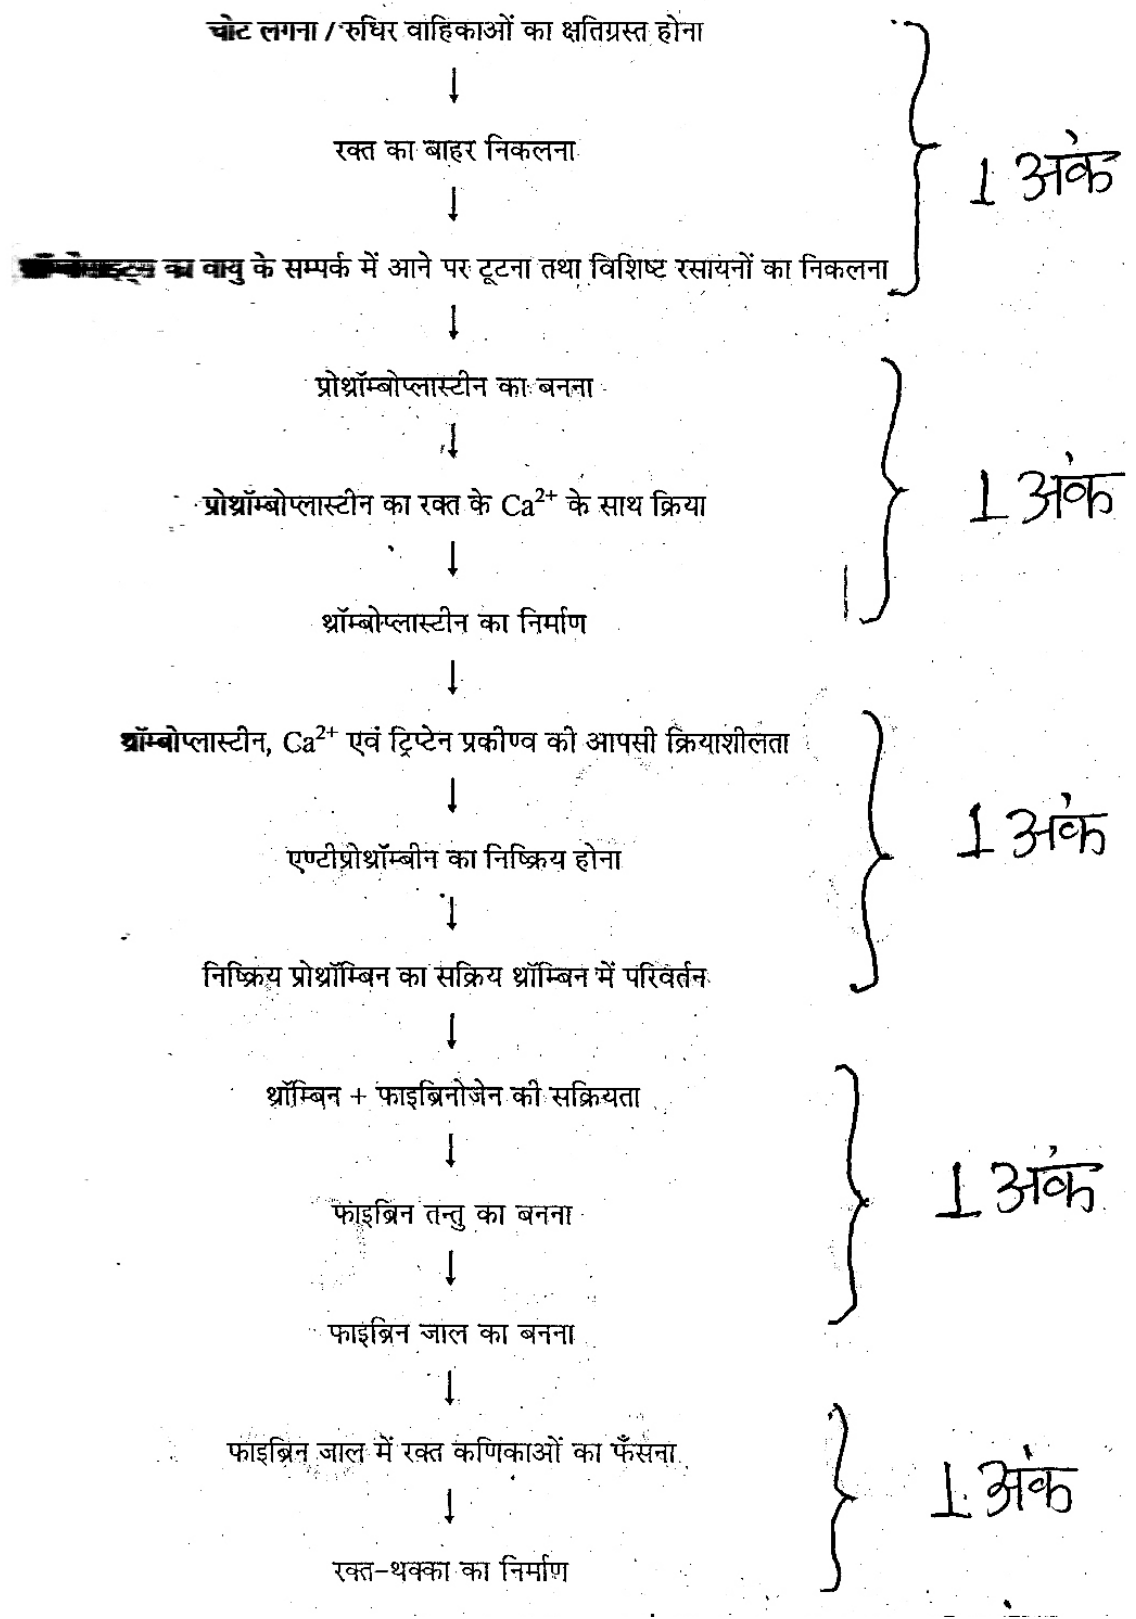 चोट लगना / रुधिर वाहिकाओं का क्षतिग्रस्त होना
↓
रक्त का बाहर निकलना
↓
1 अंक
का वायु के सम्पर्क में आने पर टूटना तथा विशिष्ट रसायनों का निकलना
↓
प्रोथ्रॉम्बोप्लास्टीन का बनना
↓
प्रोथ्रॉम्बोप्लास्टीन का रक्त के Ca²⁺ के साथ क्रिया
1 अंक
↓
थ्रॉम्बोप्लास्टीन का निर्माण
↓
थ्रॉम्बोप्लास्टीन, Ca²⁺ एवं ट्रिप्टेन प्रकीण्व की आपसी क्रियाशीलता
↓
एण्टीप्रोथ्रॉम्बीन का निष्क्रिय होना
1 अंक
↓
निष्क्रिय प्रोथ्रॉम्बिन का सक्रिय थ्रॉम्बिन में परिवर्तन
↓
थ्रॉम्बिन + फाइब्रिनोजेन की सक्रियता
↓
फाइब्रिन तन्तु का बनना
1 अंक
↓
फाइब्रिन जाल का बनना
↓
फाइब्रिन जाल में रक्त कणिकाओं का फँसना
1 अंक
↓
रक्त-थक्का का निर्माण